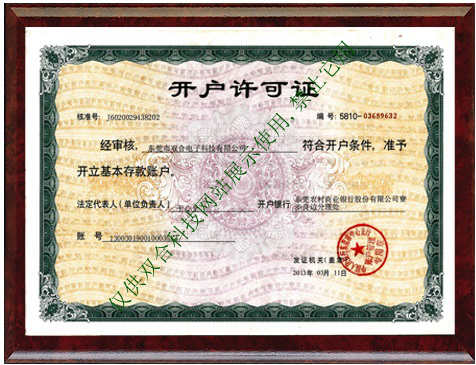 开户许可证
核准号: J6020029438202 编号: 5810-03689632
经审核, 东莞市双合电子科技有限公司 符合开户条件, 准予
开立基本存款账户。
法定代表人 (单位负责人) 开户银行 东莞农村商业银行股份有限公司寮
账 号
发证机关(盖章)
2013年 03月 11日
仅供双合科技网站展示使用,禁止它用